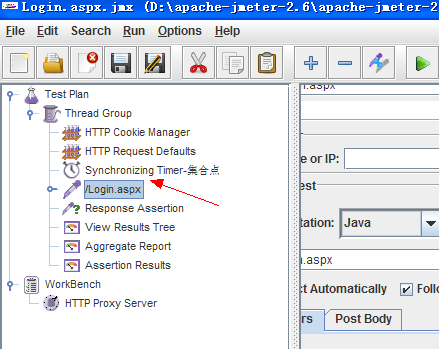 Login.aspx.jmx (D:\apache-jmeter-2.6\apache-jmeter-2
File Edit Search Run Options Help
Test Plan
Thread Group
HTTP Cookie Manager
HTTP Request Defaults
Synchronizing Timer-集合点
/Login.aspx
Response Assertion
View Results Tree
Aggregate Report
Assertion Results
WorkBench
HTTP Proxy Server
.aspx
e or IP:
est
tation: Java
.aspx
ct Automatically Follo
rs Post Body